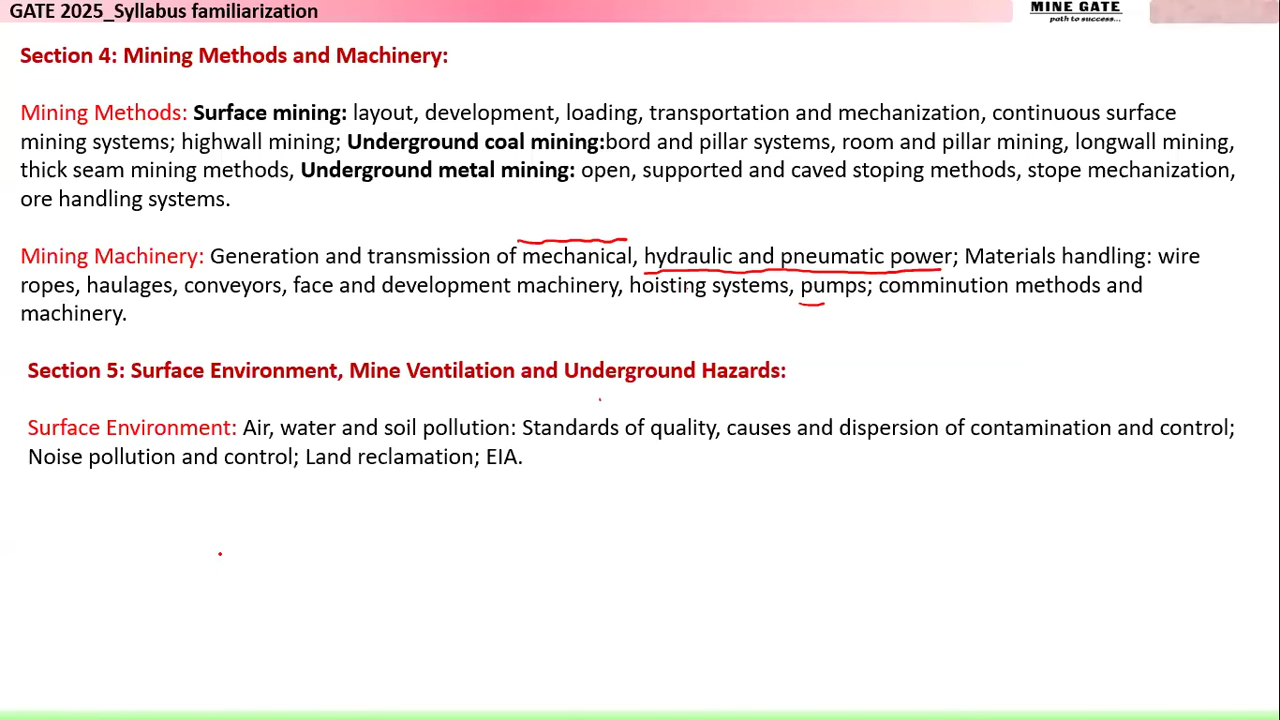 GATE 2025_Syllabus familiarization
MINE GATE
path to success...
Section 4: Mining Methods and Machinery:
Mining Methods: Surface mining: layout, development, loading, transportation and mechanization, continuous surface
mining systems; highwall mining; Underground coal mining:bord and pillar systems, room and pillar mining, longwall mining,
thick seam mining methods, Underground metal mining: open, supported and caved stoping methods, stope mechanization,
ore handling systems.
Mining Machinery: Generation and transmission of mechanical, hydraulic and pneumatic power; Materials handling: wire
ropes, haulages, conveyors, face and development machinery, hoisting systems, pumps; comminution methods and
machinery.
Section 5: Surface Environment, Mine Ventilation and Underground Hazards:
Surface Environment: Air, water and soil pollution: Standards of quality, causes and dispersion of contamination and control;
Noise pollution and control; Land reclamation; EIA.